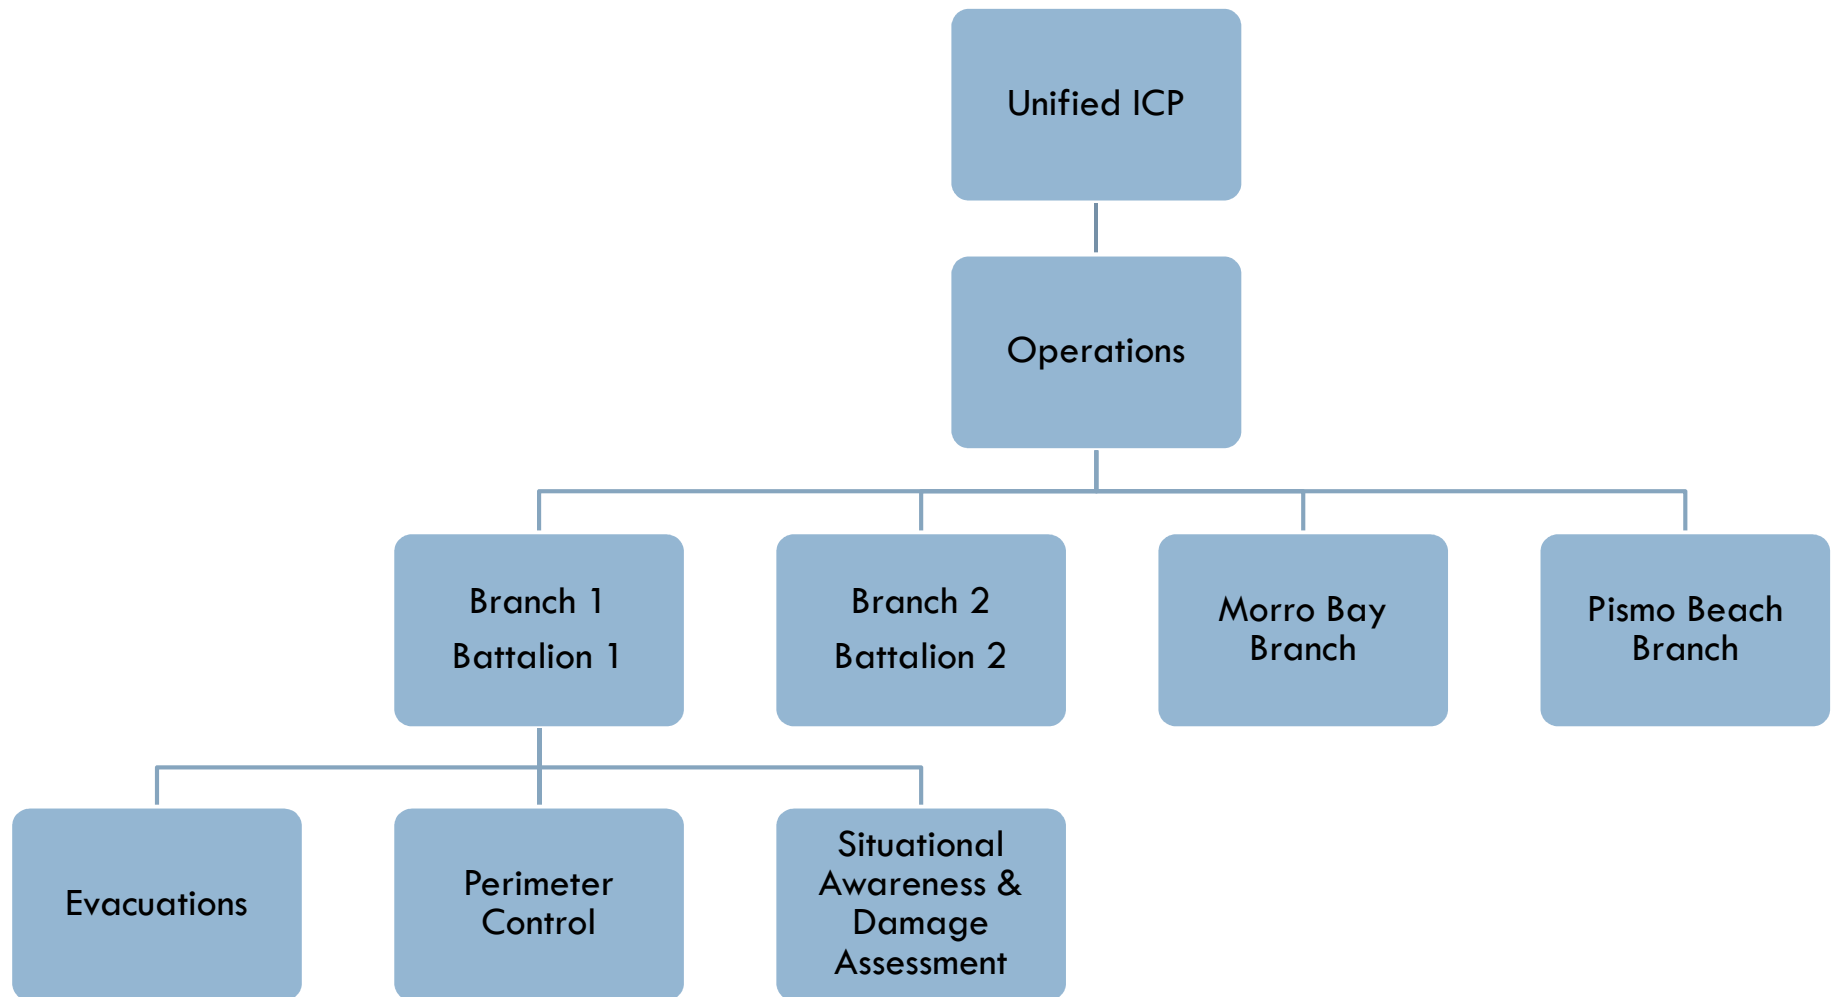 Unified ICP
Operations
Branch 1
Battalion 1
Branch 2
Battalion 2
Morro Bay
Branch
Pismo Beach
Branch
Evacuations
Perimeter
Control
Situational
Awareness &
Damage
Assessment